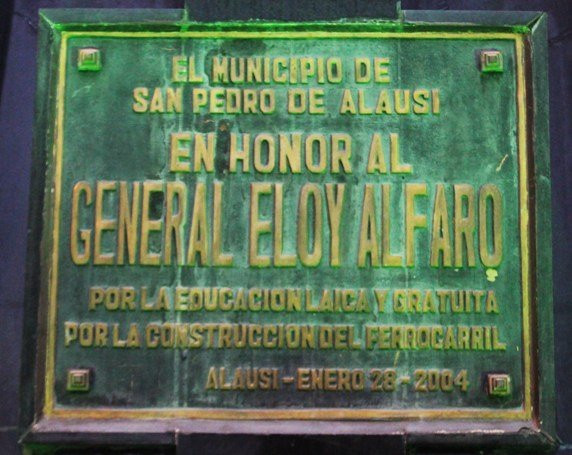 EL MUNICIPIO DE
SAN PEDRO DE ALAUSI
EN HONOR AL
GENERAL ELOY ALFARO
POR LA EDUCACION LAICA Y GRATUITA
POR LA CONSTRUCCION DEL FERROCARRIL
ALAUSI - ENERO 28 - 2004